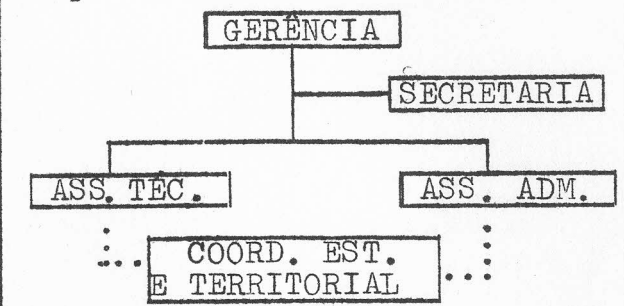 GERÊNCIA
SECRETARIA
ASS. TÉC.
ASS. ADM.
COORD. EST.
E TERRITORIAL